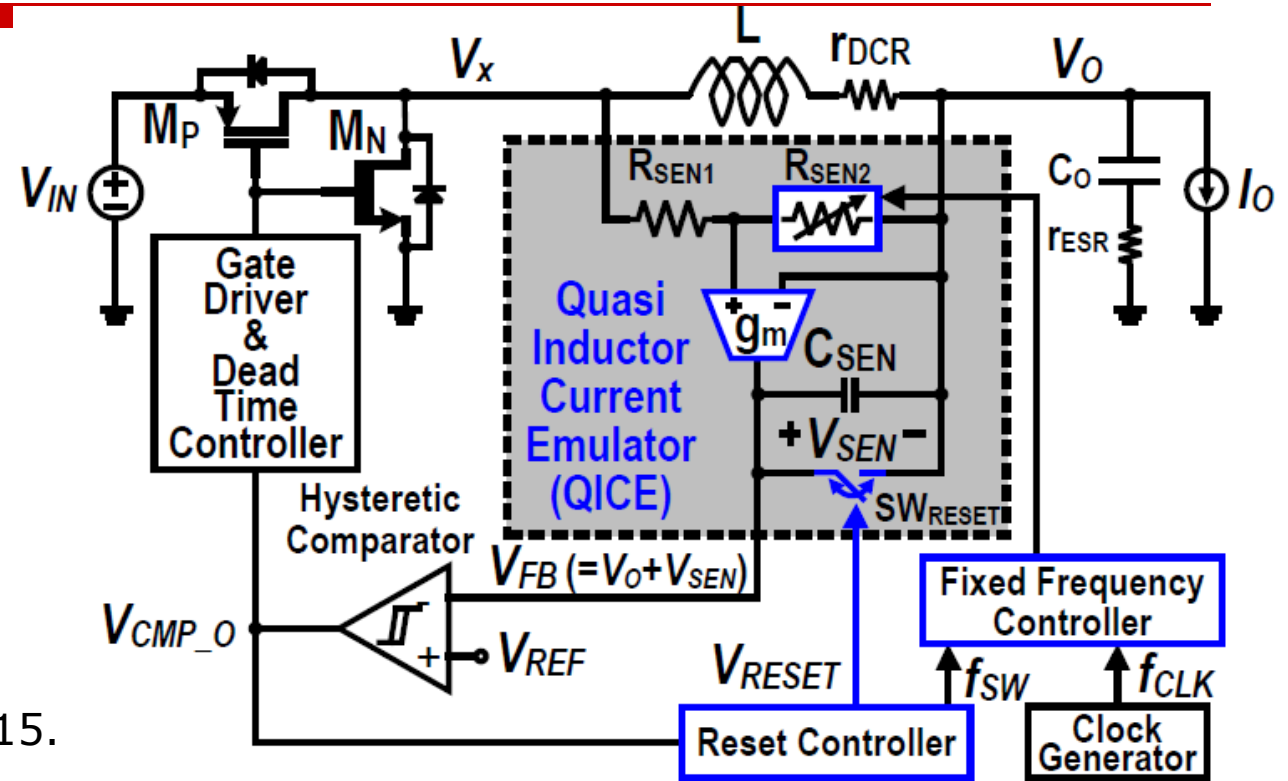 L
rDCR
Vx
VO
MP
MN
VIN
RSEN1
RSEN2
CO
IO
rESR
Gate
Driver
&
Dead
Time
Controller
Quasi
Inductor
Current
Emulator
(QICE)
+ -
gm
CSEN
+VSEN-
SWRESET
Hysteretic
Comparator
VFB (=VO+VSEN)
Fixed Frequency
Controller
VCMP_O
-
+
VREF
VRESET
fSW
fCLK
15.
Reset Controller
Clock
Generator